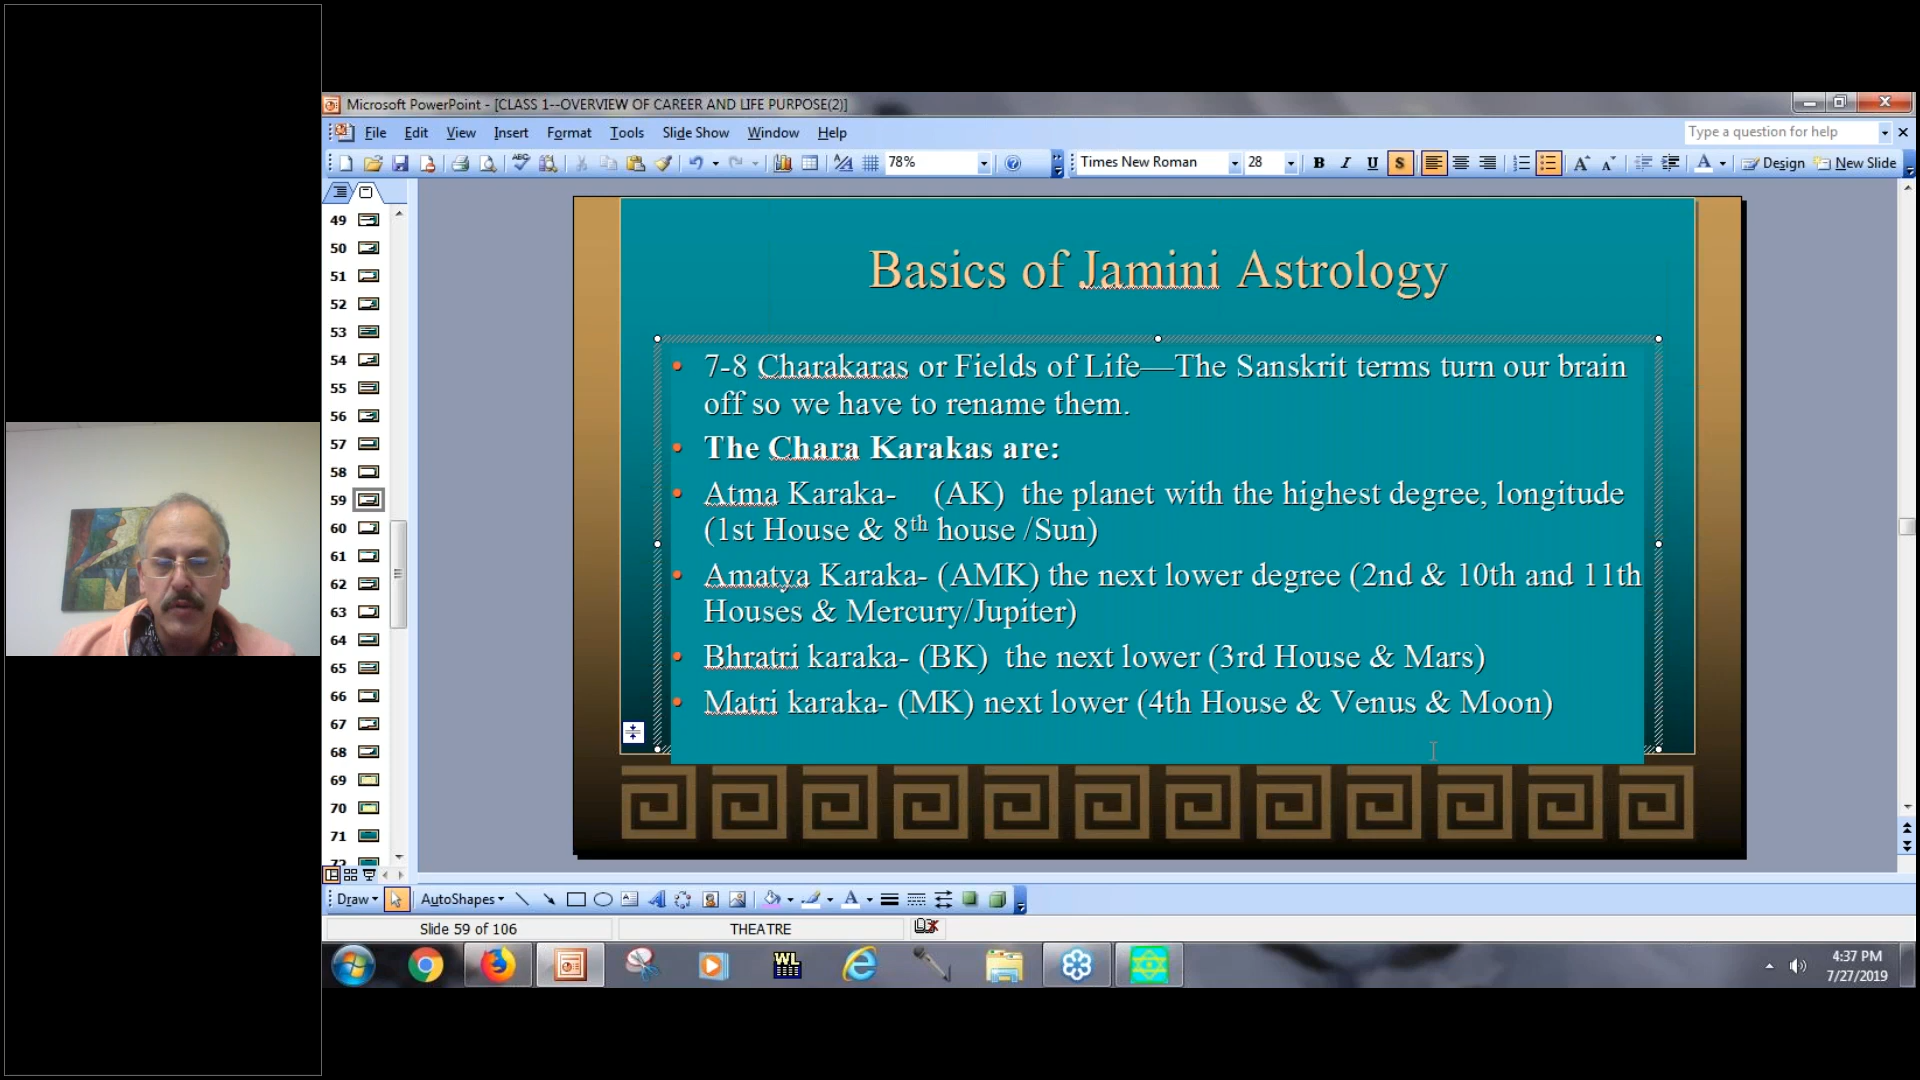 Microsoft PowerPoint - [CLASS 1--OVERVIEW OF CAREER AND LIFE PURPOSE(2)]
File Edit View Insert Format Tools Slide Show Window Help
Type a question for help
78%
Times New Roman
28
B I U S
Design
New Slide
49
50
51
52
53
54
55
56
57
58
59
60
61
62
63
64
65
66
67
68
69
70
71
72
Basics of Jamini Astrology
• 7-8 Charakaras or Fields of Life—The Sanskrit terms turn our brain
off so we have to rename them.
• The Chara Karakas are:
• Atma Karaka- (AK) the planet with the highest degree, longitude
(1st House & 8th house /Sun)
• Amatya Karaka- (AMK) the next lower degree (2nd & 10th and 11th
Houses & Mercury/Jupiter)
• Bhratri karaka- (BK) the next lower (3rd House & Mars)
• Matri karaka- (MK) next lower (4th House & Venus & Moon)
Draw AutoShapes
Slide 59 of 106
THEATRE
WL
4:37 PM
7/27/2019